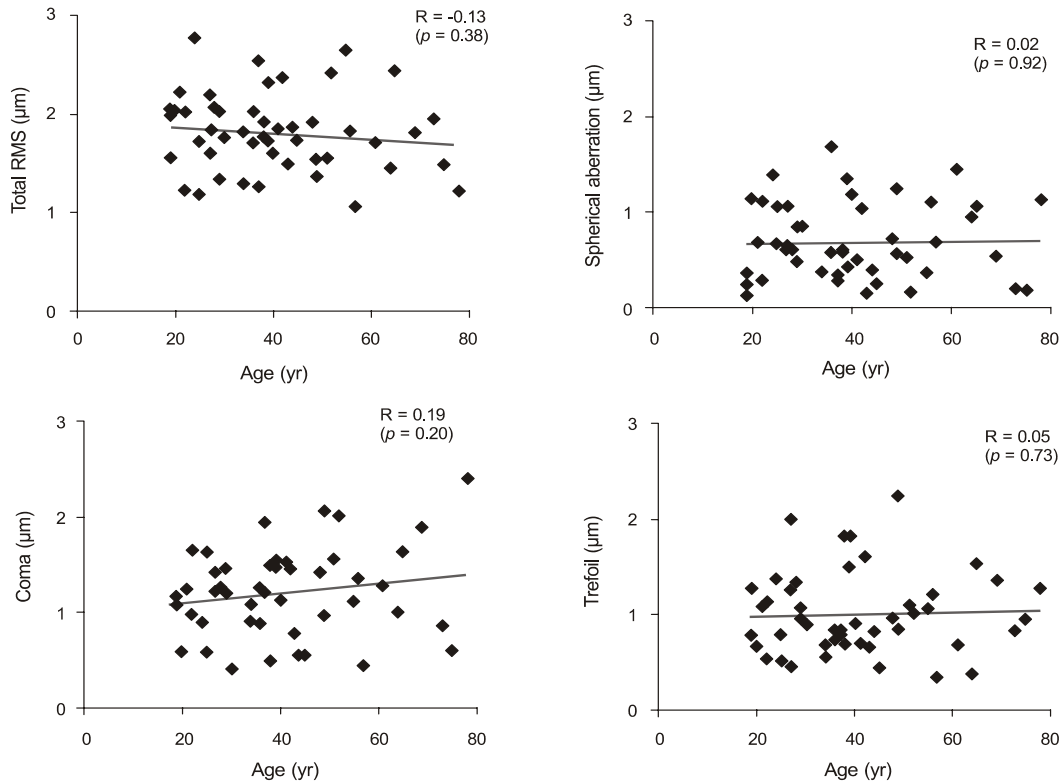 3
R = -0.13
(p = 0.38)
Total RMS (μm)
2
1
0
0 20 40 60 80
Age (yr)
3
R = 0.02
(p = 0.92)
Spherical aberration (μm)
2
1
0
0 20 40 60 80
Age (yr)
3
R = 0.19
(p = 0.20)
Coma (μm)
2
1
0
0 20 40 60 80
Age (yr)
3
R = 0.05
(p = 0.73)
Trefoil (μm)
2
1
0
0 20 40 60 80
Age (yr)